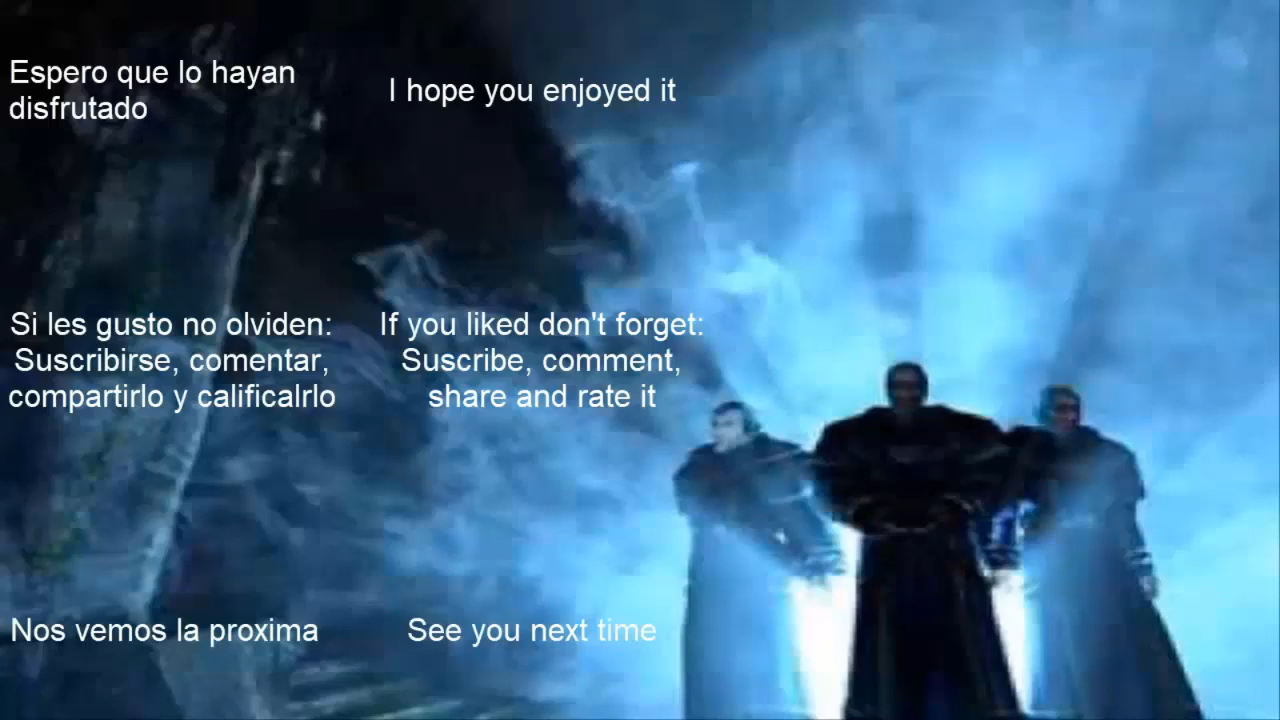 Espero que lo hayan
disfrutado
I hope you enjoyed it
Si les gusto no olviden:
Suscribirse, comentar,
compartirlo y calificalrlo
If you liked don't forget:
Suscribe, comment,
share and rate it
Nos vemos la proxima
See you next time